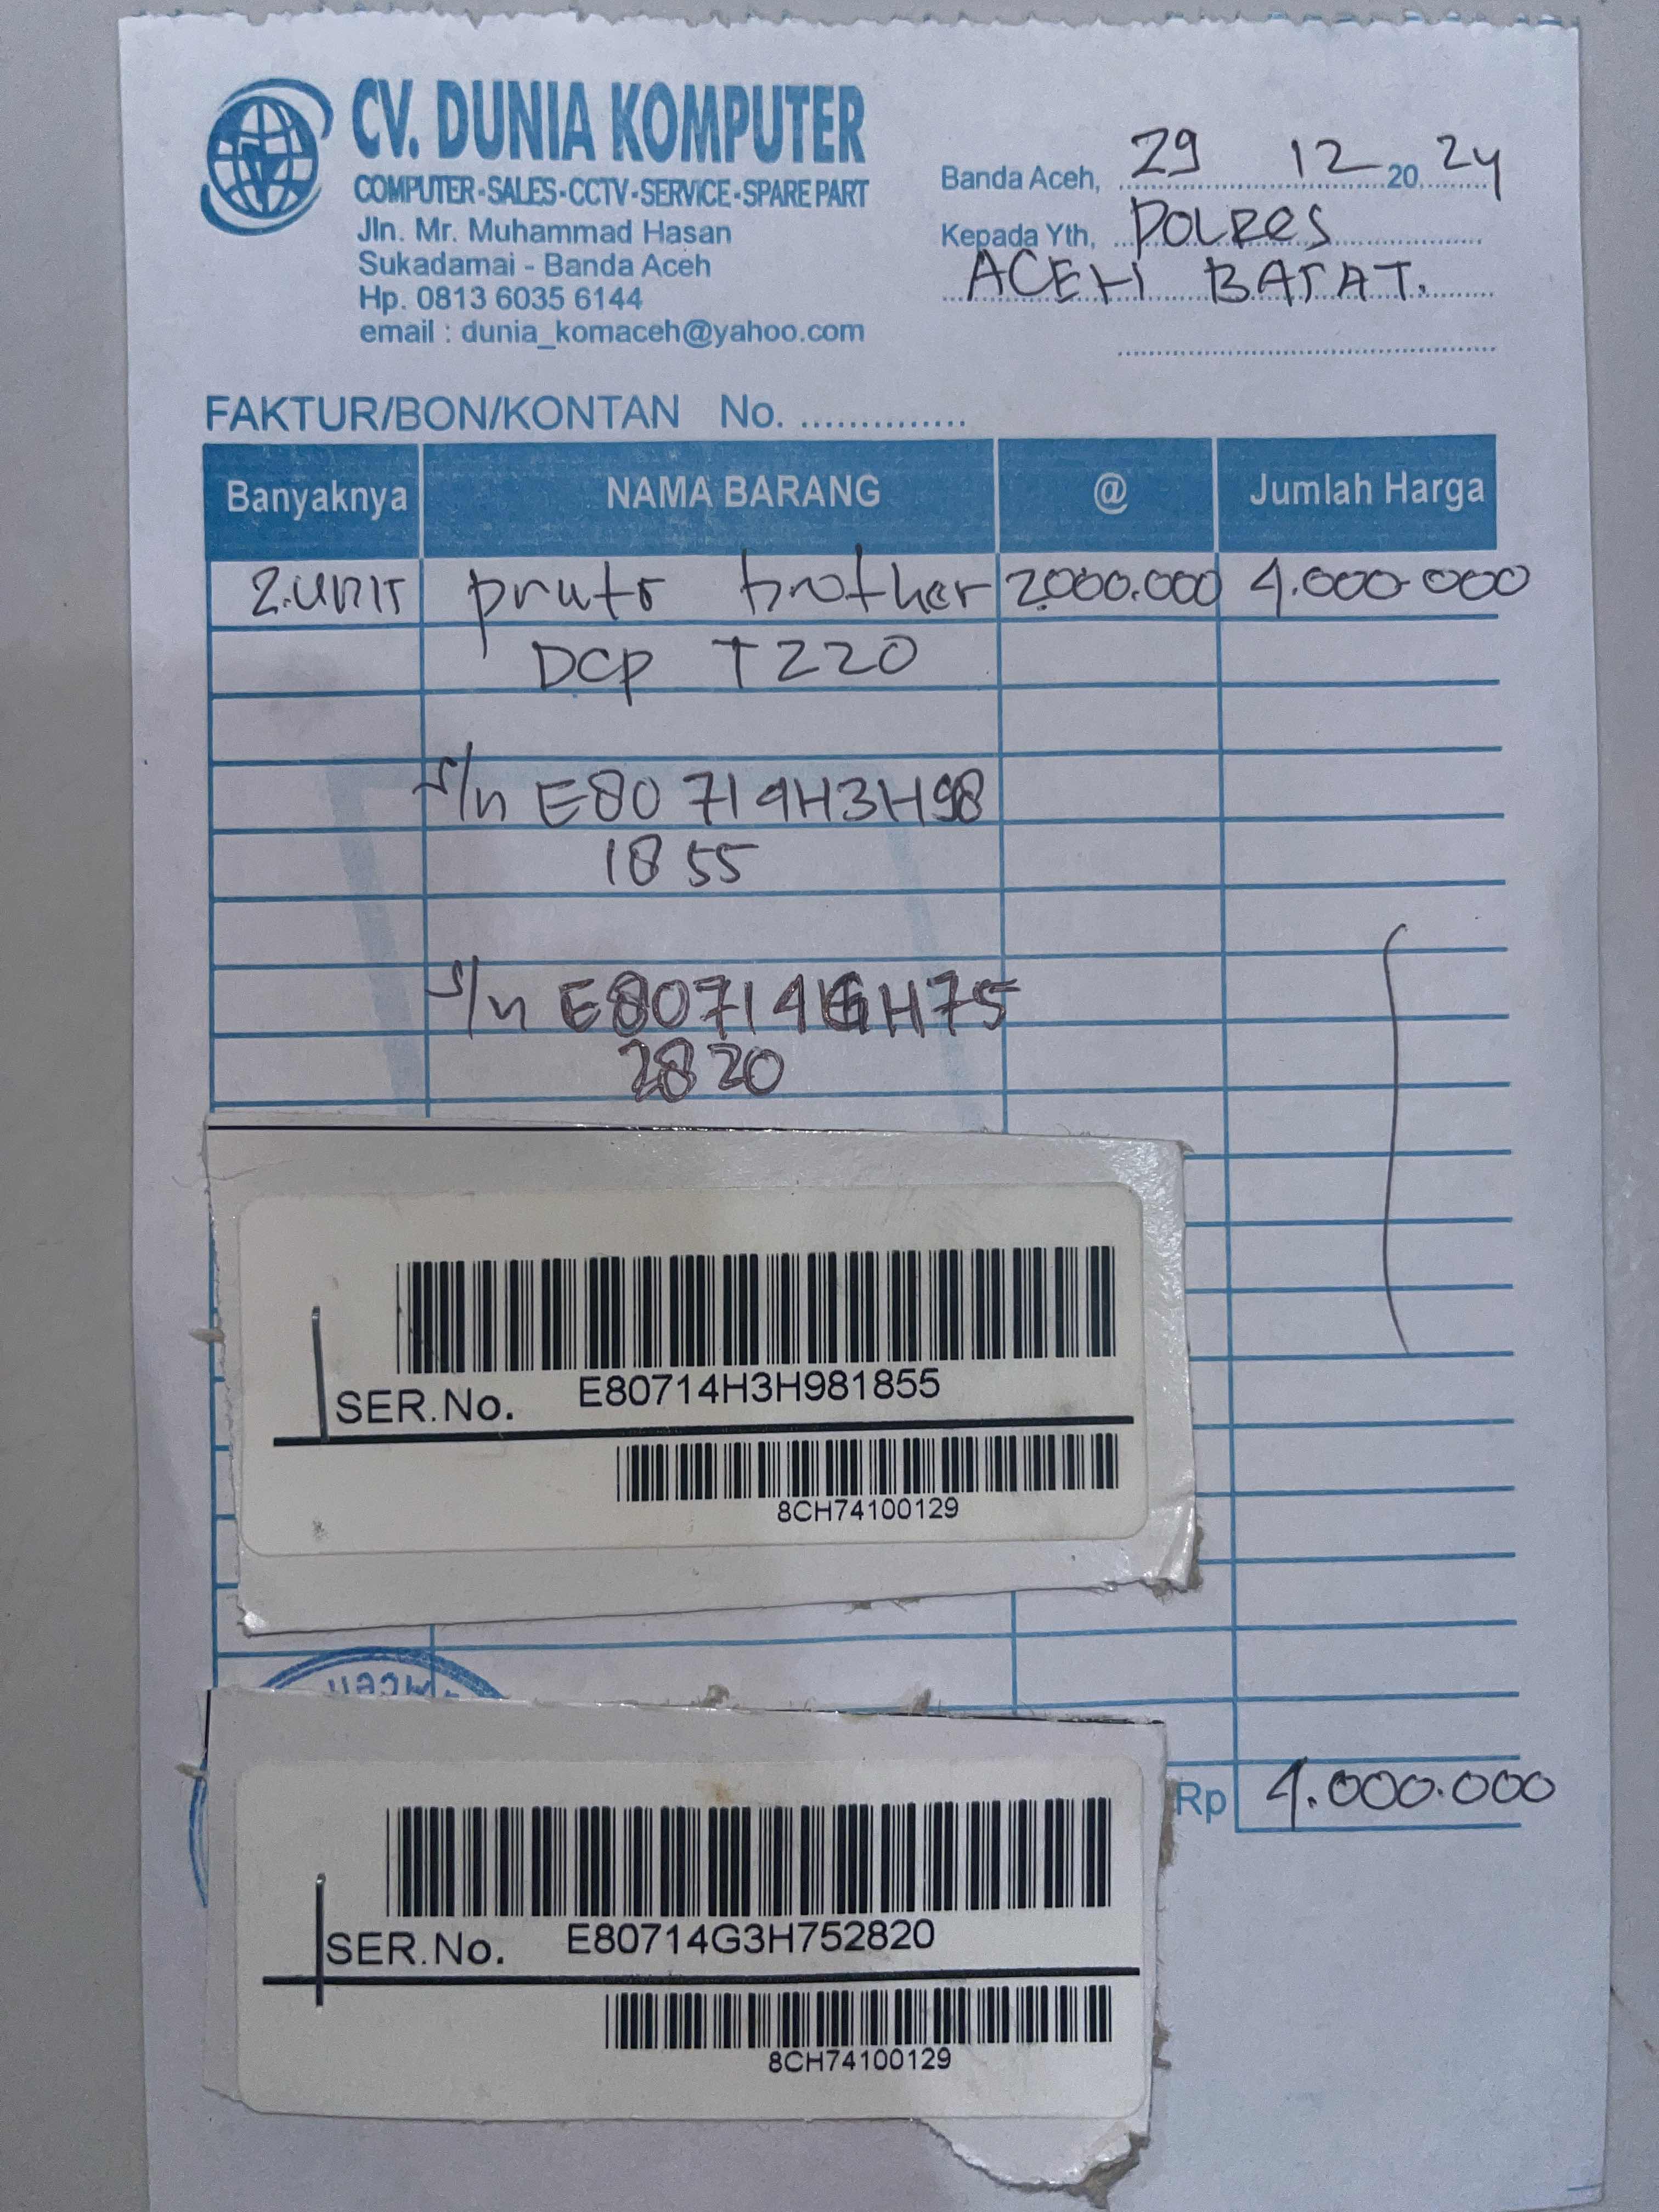 CV. DUNIA KOMPUTER
COMPUTER-SALES-CCTV-SERVICE-SPARE PART
Jln. Mr. Muhammad Hasan
Sukadamai - Banda Aceh
Hp. 0813 6035 6144
email : dunia_komaceh@yahoo.com
Banda Aceh, 29 12 20 24
Kepada Yth, POLRES
ACEH BARAT.
FAKTUR/BON/KONTAN No. ...............
Banyaknya NAMA BARANG @ Jumlah Harga
2.unit brother 2.000.000 4.000.000
DCP T220
S/n E80714H3H98
1855
S/n E80714 H75
2820
SER.No. E80714H3H981855
8CH74100129
Aceh
Rp 4.000.000
SER.No. E80714G3H752820
8CH74100129